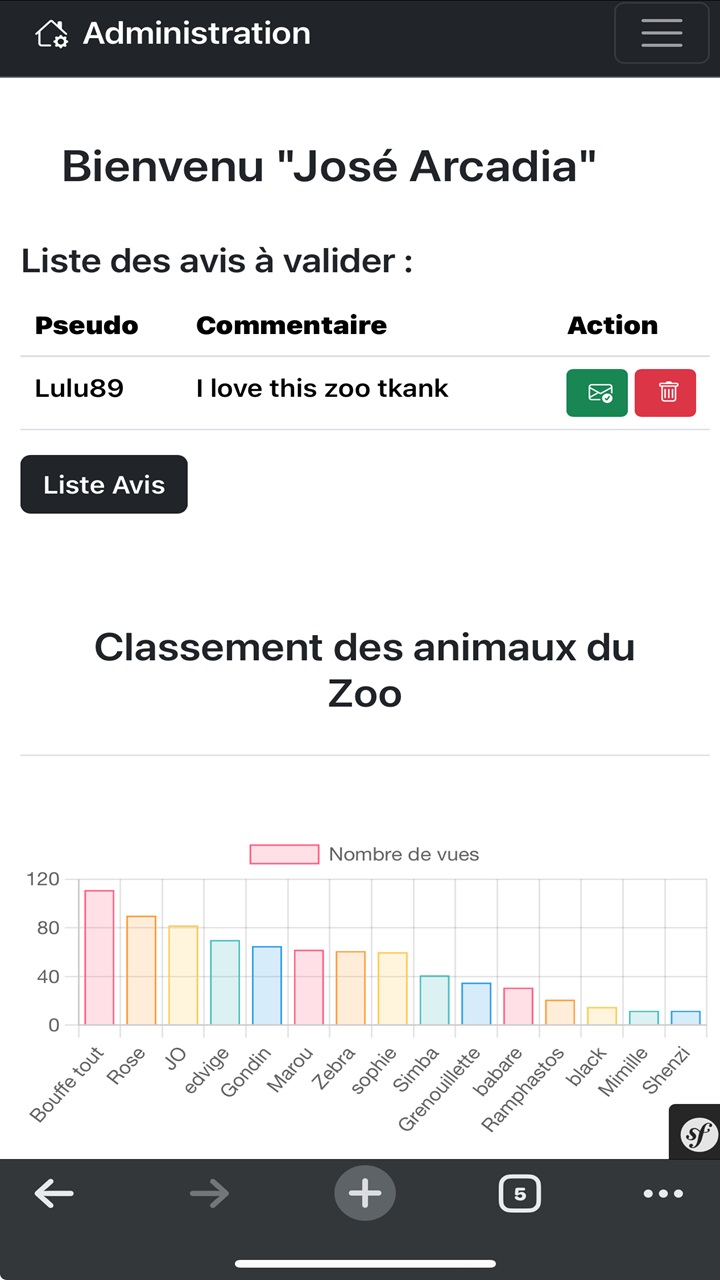 Administration
Bienvenu "José Arcadia"
Liste des avis à valider :
Pseudo Commentaire Action
Lulu89 I love this zoo tkank
Liste Avis
Classement des animaux du
Zoo
Nombre de vues
120
80
40
0
Bouffe tout Rose JO edvige Gondin Marou Zebra sophie Simba Grenouillette babare Ramphastos black Mimille Shenzi
sf
5